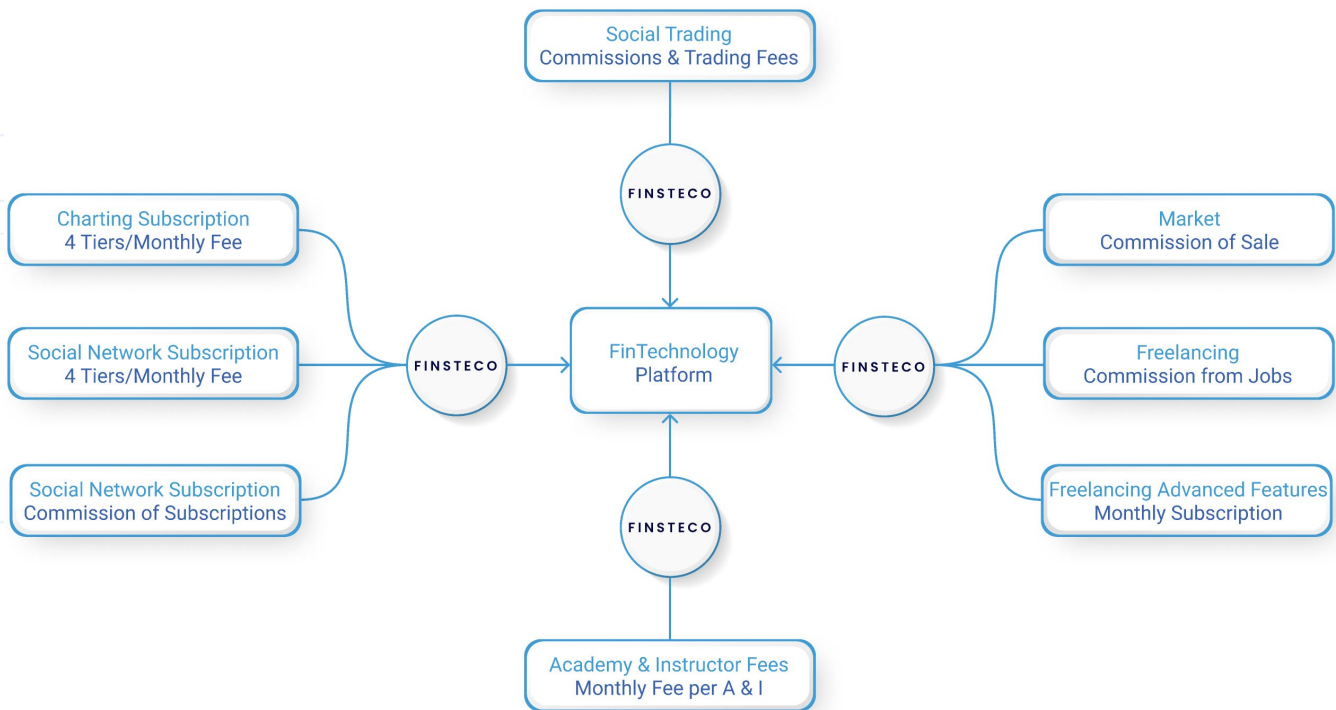 Social Trading
Commissions & Trading Fees
FINSTECO
Charting Subscription
4 Tiers/Monthly Fee
Market
Commission of Sale
Social Network Subscription
4 Tiers/Monthly Fee
FINSTECO
FinTechnology
Platform
FINSTECO
Freelancing
Commission from Jobs
Social Network Subscription
Commission of Subscriptions
Freelancing Advanced Features
Monthly Subscription
FINSTECO
Academy & Instructor Fees
Monthly Fee per A & I